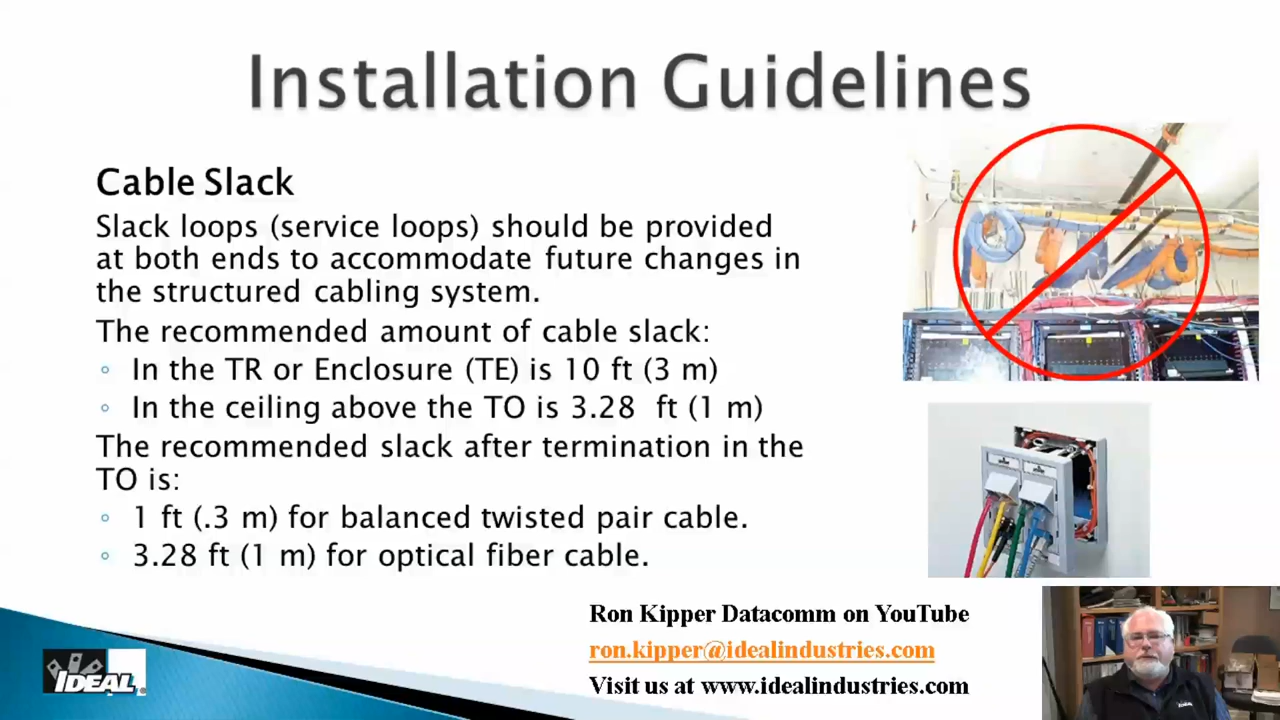 Installation Guidelines
Cable Slack
Slack loops (service loops) should be provided
at both ends to accommodate future changes in
the structured cabling system.
The recommended amount of cable slack:
◦ In the TR or Enclosure (TE) is 10 ft (3 m)
◦ In the ceiling above the TO is 3.28  ft (1 m)
The recommended slack after termination in the
TO is:
◦ 1 ft (.3 m) for balanced twisted pair cable.
◦ 3.28 ft (1 m) for optical fiber cable.
Ron Kipper Datacomm on YouTube
ron.kipper@idealindustries.com
Visit us at www.idealindustries.com
IDEAL
IDEAL